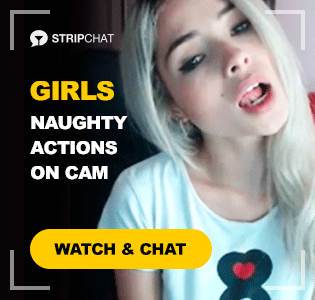 STRIPCHAT
GIRLS
NAUGHTY
ACTIONS
ON CAM
WATCH & CHAT